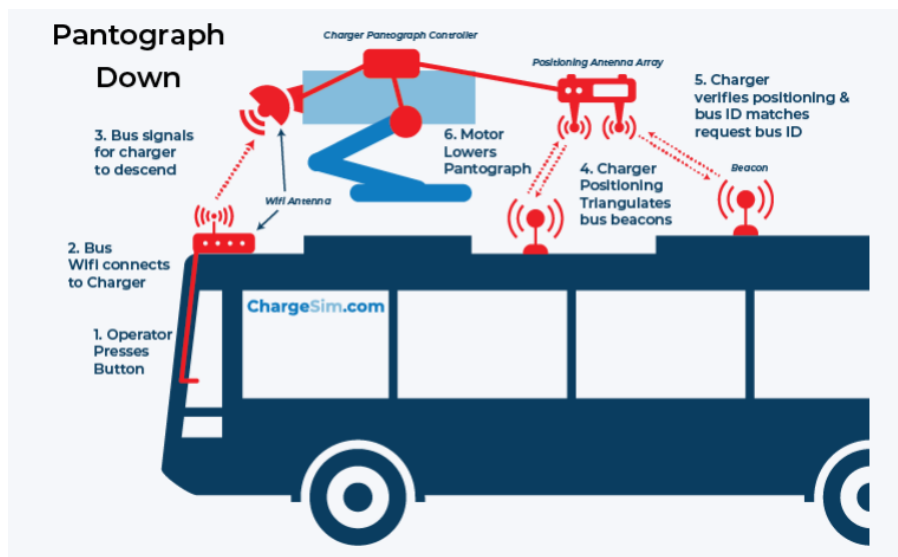 Pantograph
Down
Charger Pantograph Controller
Positioning Antenna Array
5. Charger
verifies positioning &
bus ID matches
request bus ID
3. Bus signals
for charger
to descend
6. Motor
Lowers
Pantograph
4. Charger
Positioning
Triangulates
bus beacons
Beacon
Wifi Antenna
2. Bus
Wifi connects
to Charger
ChargeSim.com
1. Operator
Presses
Button